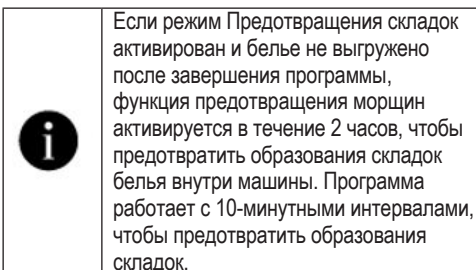 Если режим Предотвращения складок
активирован и белье не выгружено
после завершения программы,
функция предотвращения морщин
активируется в течение 2 часов, чтобы
предотвратить образования складок
белья внутри машины. Программа
работает с 10-минутными интервалами,
чтобы предотвратить образования
складок.